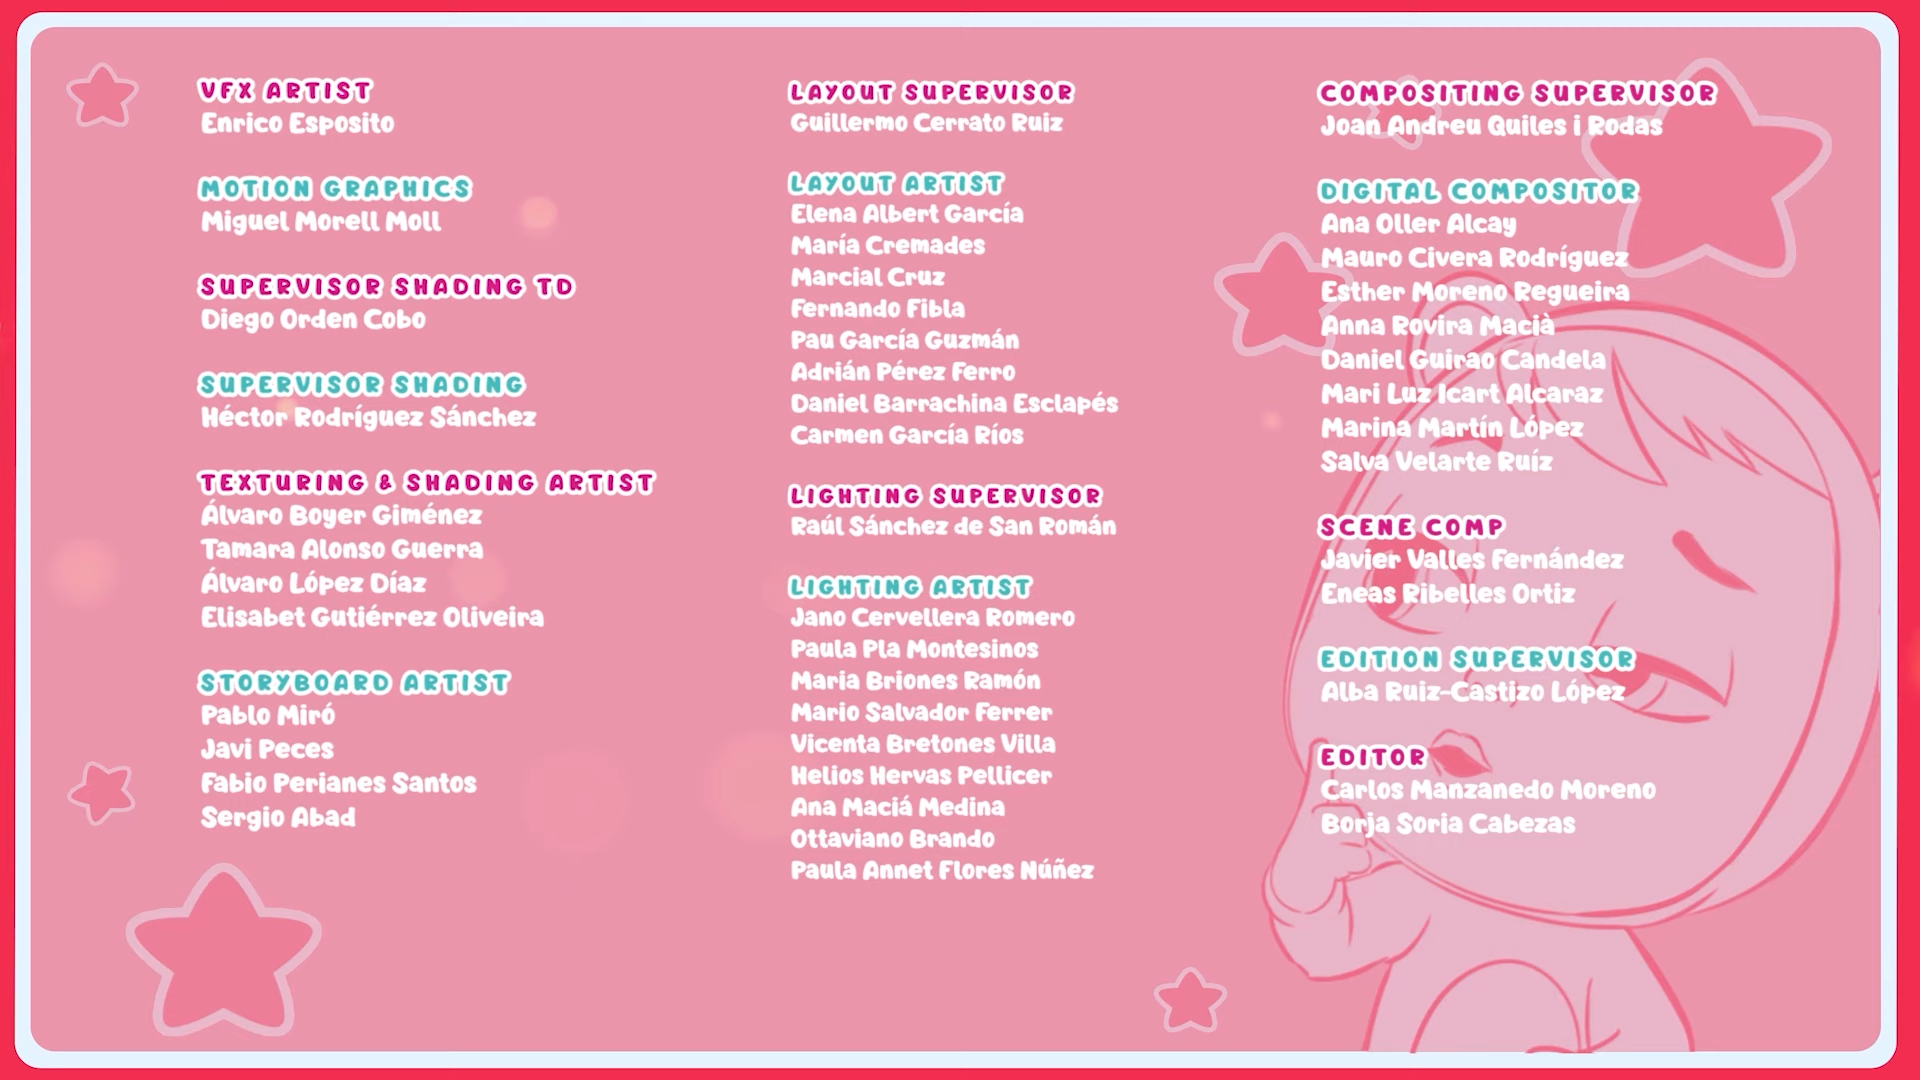 VFX ARTIST
Enrico Esposito
MOTION GRAPHICS
Miguel Morell Moll
SUPERVISOR SHADING TD
Diego Orden Cobo
SUPERVISOR SHADING
Héctor Rodríguez Sánchez
TEXTURING & SHADING ARTIST
Álvaro Boyer Giménez
Tamara Alonso Guerra
Álvaro López Díaz
Elisabet Gutiérrez Oliveira
STORYBOARD ARTIST
Pablo Miró
Javi Peces
Fabio Perianes Santos
Sergio Abad
LAYOUT SUPERVISOR
Guillermo Cerrato Ruiz
LAYOUT ARTIST
Elena Albert García
María Cremades
Marcial Cruz
Fernando Fibla
Pau García Guzmán
Adrián Pérez Ferro
Daniel Barrachina Esclapés
Carmen García Ríos
LIGHTING SUPERVISOR
Raúl Sánchez de San Román
LIGHTING ARTIST
Jano Cervellera Romero
Paula Pla Montesinos
Maria Briones Ramón
Mario Salvador Ferrer
Vicenta Bretones Villa
Helios Hervas Pellicer
Ana Maciá Medina
Ottaviano Brando
Paula Annet Flores Núñez
COMPOSITING SUPERVISOR
Joan Andreu Quiles i Rodas
DIGITAL COMPOSITOR
Ana Oller Alcay
Mauro Civera Rodríguez
Esther Moreno Regueira
Anna Rovira Macià
Daniel Guirao Candela
Mari Luz Icart Alcaraz
Marina Martín López
Salva Velarte Ruíz
SCENE COMP
Javier Valles Fernández
Eneas Ribelles Ortiz
EDITION SUPERVISOR
Alba Ruiz-Castizo López
EDITOR
Carlos Manzanedo Moreno
Borja Soria Cabezas